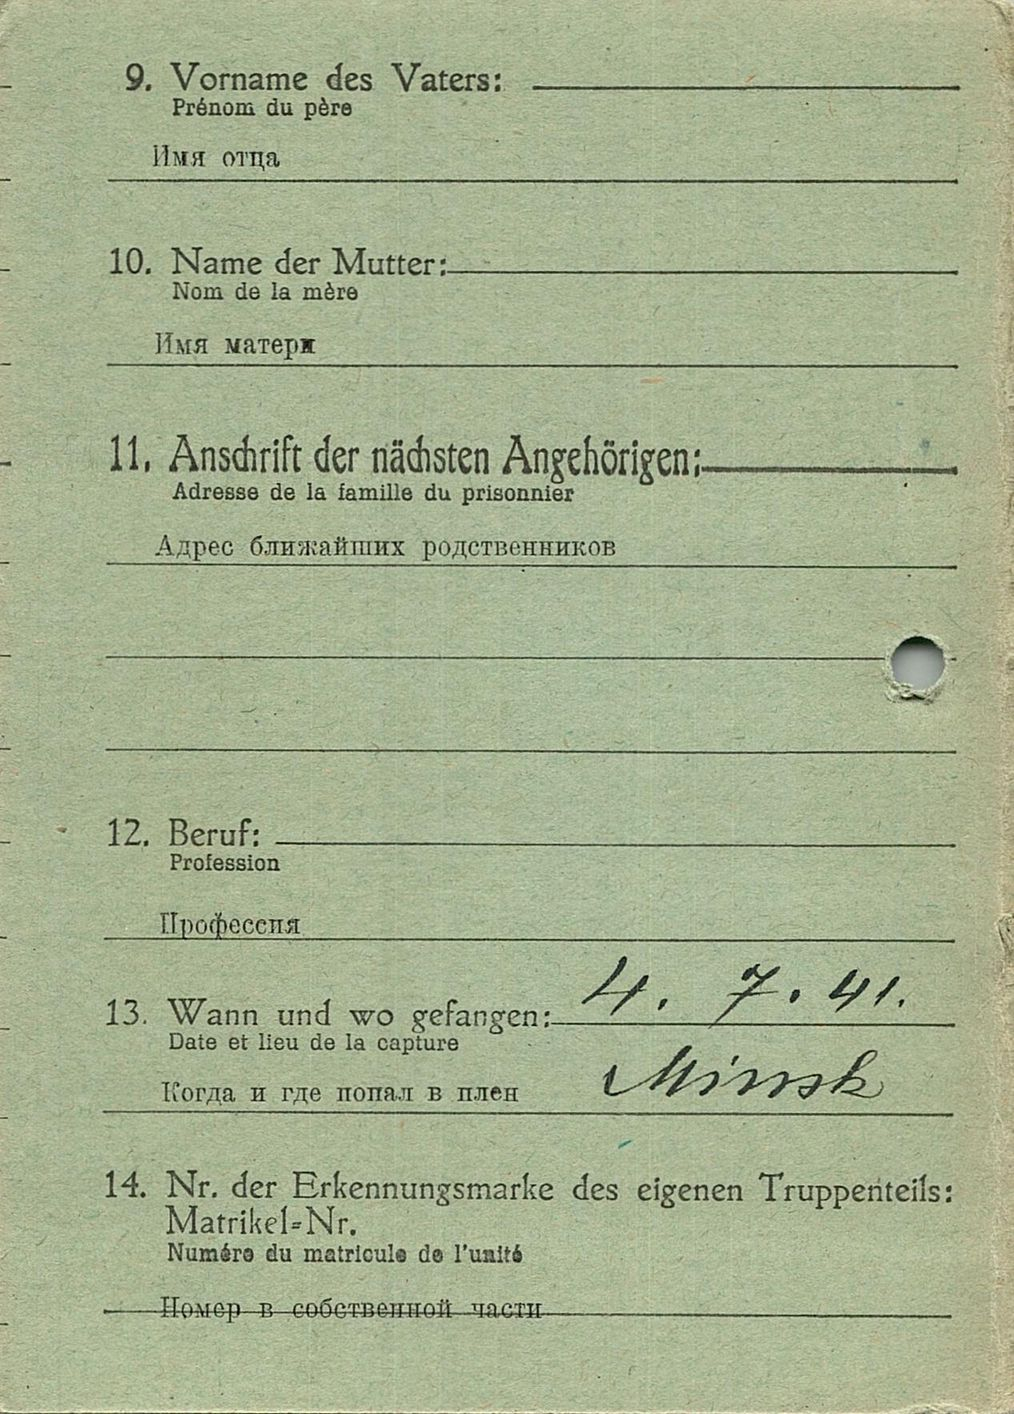 9. Vorname des Vaters:
Prénom du père
Имя отца
10. Name der Mutter:
Nom de la mère
Имя матери
11. Anschrift der nächsten Angehörigen:
Adresse de la famille du prisonnier
Адрес ближайших родственников
12. Beruf:
Profession
Профессия
13. Wann und wo gefangen: 4. 7. 41.
Date et lieu de la capture
Когда и где попал в плен Minsk
14. Nr. der Erkennungsmarke des eigenen Truppenteils:
Matrikel-Nr.
Numéro du matricule de l'unité
Номер в собственной части